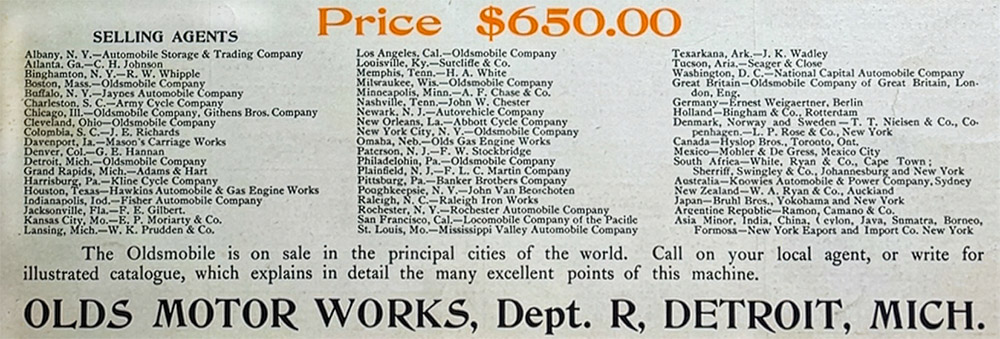 Price $650.00
SELLING AGENTS
Albany, N. Y.—Automobile Storage & Trading Company
Atlanta, Ga.—C. H. Johnson
Binghamton, N. Y.—R. W. Whipple
Boston, Mass.—Oldsmobile Company
Buffalo, N. Y.—Jaynes Automobile Company
Charleston, S. C.—Army Cycle Company
Chicago, Ill.—Oldsmobile Company, Githens Bros. Company
Cleveland, Ohio—Oldsmobile Company
Colombia, S. C.—J. E. Richards
Davenport, Ia.—Mason's Carriage Works
Denver, Col.—G. E. Hannan
Detroit, Mich.—Oldsmobile Company
Grand Rapids, Mich.—Adams & Hart
Harrisburg, Pa.—Kline Cycle Company
Houston, Texas—Hawkins Automobile & Gas Engine Works
Indianapolis, Iod.—Fisher Automobile Company
Jacksonville, Fla.—F. E. Gilbert.
Kansas City, Mo.—E. P. Moriarty & Co.
Lansing, Mich.—W. K. Prudden & Co.
Los Angeles, Cal.—Oldsmobile Company
Louisville, Ky.—Sutcliffe & Co.
Memphis, Tenn.—H. A. White
Milwaukee, Wis.—Oldsmobile Company
Minneapolis, Minn.—A. F. Chase & Co.
Nashville, Tenn.—John W. Chester
Newark, N. J.—Autovehicle Company
New Orleans, La—Abbott Cycle Company
New York City, N. Y.—Oldsmobile Company
Omaha, Neb.—Olds Gas Engine Works
Paterson, N. J.—F. W. Stockbridge
Philadelohia, Pa.—Oldsmobile Company
Plainfield, N. J.—F. L. C. Martin Company
Pittsburg, Pa—Banker Brothers Company
Poughkeepsie, N. Y.—John Van Benschoten
Raleigh, N. C.—Raleigh Iron Works
Rochester, N. Y.—Rochester Automobile Company
San Francisco, Cal.—Locomobile Company of the Pacific
St. Louis, Mo.—Mississippi Valley Automobile Company
Texarkana, Ark.—J. K. Wadley
Tucson, Aria.—Seager & Close
Washington, D. C.—National Capital Automobile Company
Great Britain—Oldsmobile Company of Great Britain, Lon-
don, Eng.
Germany—Ernest Weigaertner, Berlin
Holland—Bingham & Co., Rotterdam
Denmark, Norway and Sweden—T. T. Nielsen & Co., Co-
penhagen.—L. P. Rose & Co., New York
Canada—Hyslop Bros., Toronto, Ont.
Mexico—Mohler & De Gress, Mexico City
South Africa—White, Ryan & Co., Cape Town;
Sherriff, Swingley & Co., Johannesburg and New York
Australia—Knowies Automobile & Power Company, Sydney
New Zealand—W. A. Ryan & Co., Auckland
Japan—Bruhl Bros., Yokohama and New York
Argentine Republic—Ramon, Camano & Co.
Asia Minor, India, China, Ceylon, Java, Snmatra, Borneo,
Formosa—New York Eaport and Import Co. New York
The Oldsmobile is on sale in the principal cities of the world. Call on your local agent, or write for
illustrated catalogue, which explains in detail the many excellent points of this machine.
OLDS MOTOR WORKS, Dept. R, DETROIT, MICH.